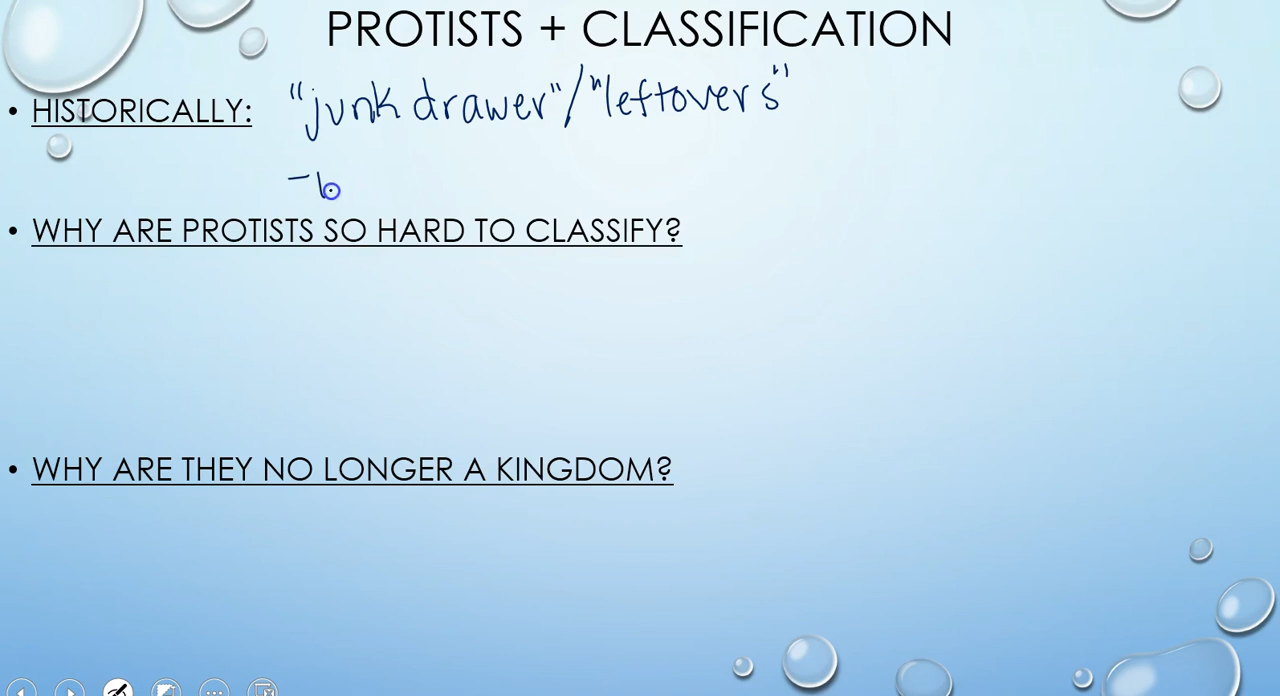 PROTISTS + CLASSIFICATION
• HISTORICALLY: "junk drawer"/"leftovers"
-
• WHY ARE PROTISTS SO HARD TO CLASSIFY?
• WHY ARE THEY NO LONGER A KINGDOM?